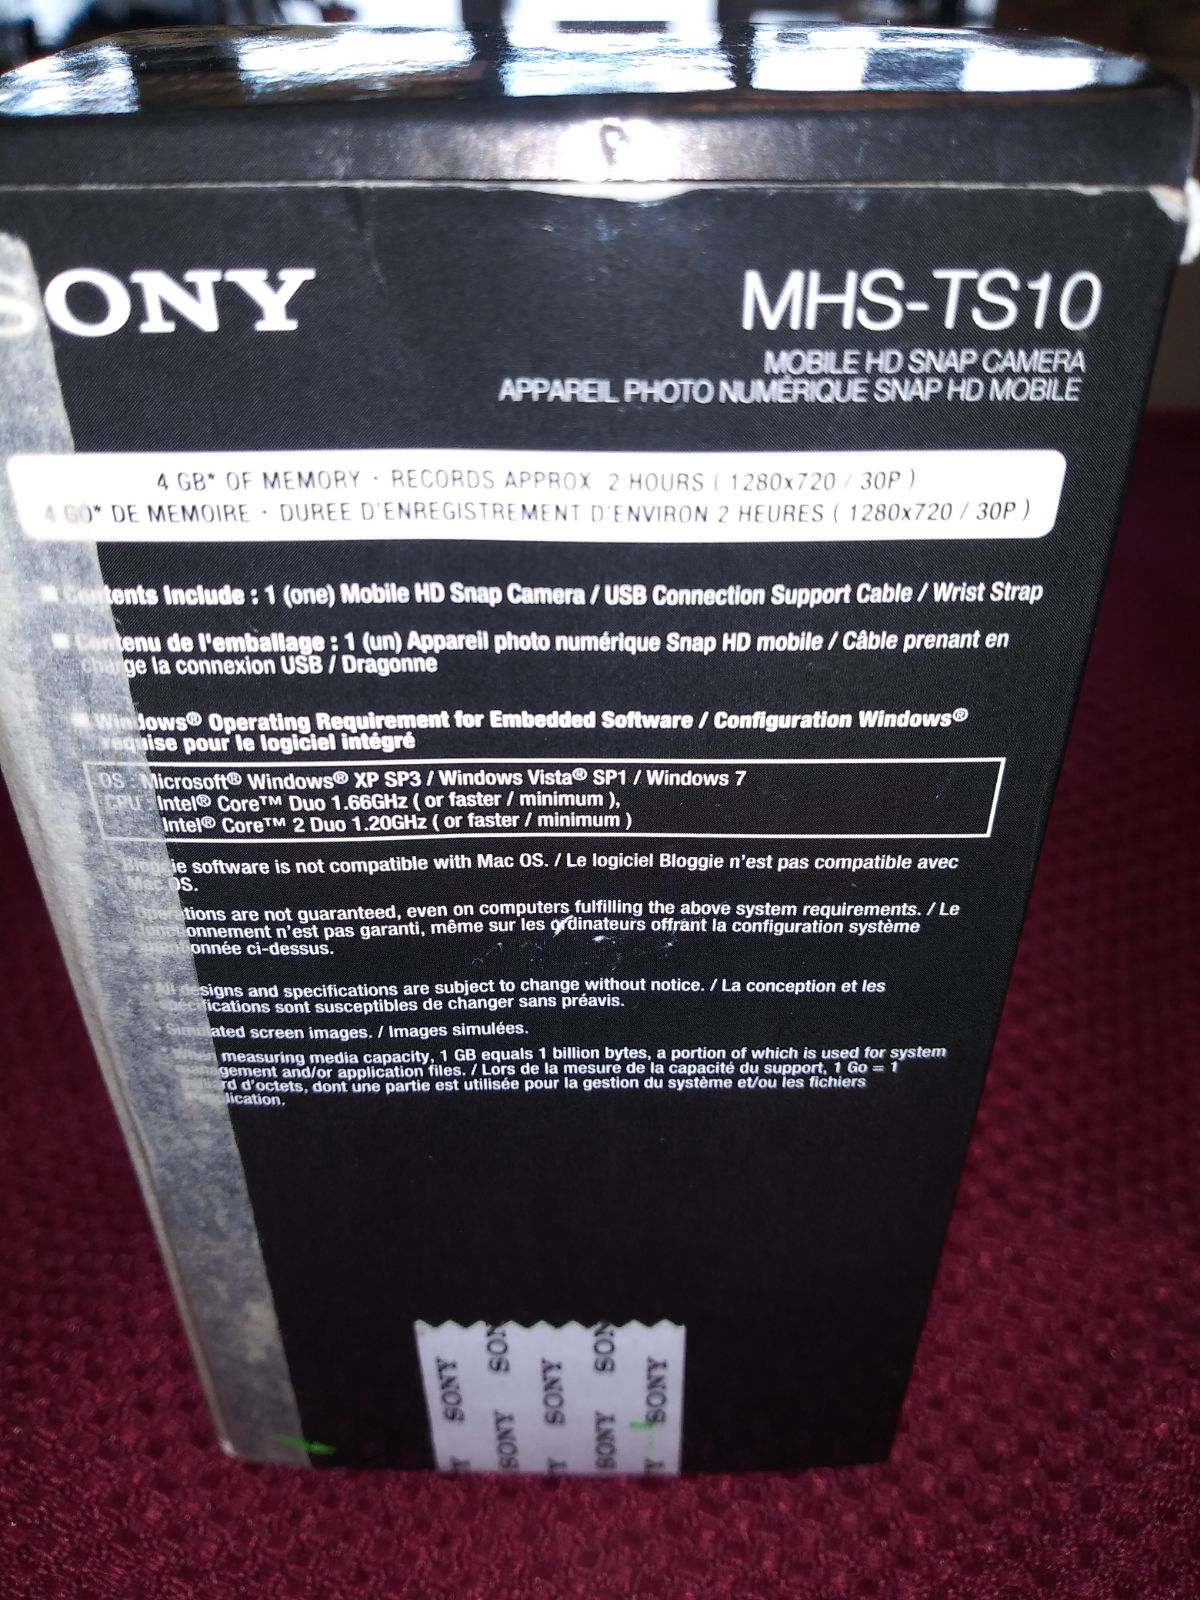 SONY
MHS-TS10
MOBILE HD SNAP CAMERA
APPAREIL PHOTO NUMÉRIQUE SNAP HD MOBILE
4 GB* OF MEMORY · RECORDS APPROX 2 HOURS ( 1280x720 / 30P )
4 GO* DE MEMOIRE · DUREE D'ENREGISTREMENT D'ENVIRON 2 HEURES ( 1280x720 / 30P )
■ Contents Include : 1 (one) Mobile HD Snap Camera / USB Connection Support Cable / Wrist Strap
■ Contenu de l'emballage : 1 (un) Appareil photo numérique Snap HD mobile / Câble prenant en
charge la connexion USB / Dragonne
■ Windows® Operating Requirement for Embedded Software / Configuration Windows®
requise pour le logiciel intégré
OS : Microsoft® Windows® XP SP3 / Windows Vista® SP1 / Windows 7
CPU : Intel® Core™ Duo 1.66GHz ( or faster / minimum ),
Intel® Core™ 2 Duo 1.20GHz ( or faster / minimum )
Bloggie software is not compatible with Mac OS. / Le logiciel Bloggie n'est pas compatible avec
Mac OS.
Operations are not guaranteed, even on computers fulfilling the above system requirements. / Le
fonctionnement n'est pas garanti, même sur les ordinateurs offrant la configuration système
mentionnée ci-dessus.
* All designs and specifications are subject to change without notice. / La conception et les
spécifications sont susceptibles de changer sans préavis.
* Simulated screen images. / Images simulées.
* When measuring media capacity, 1 GB equals 1 billion bytes, a portion of which is used for system
management and/or application files. / Lors de la mesure de la capacité du support, 1 Go = 1
milliard d'octets, dont une partie est utilisée pour la gestion du système et/ou les fichiers
d'application.
SONY SONY SONY SONY SONY
SONY SONY